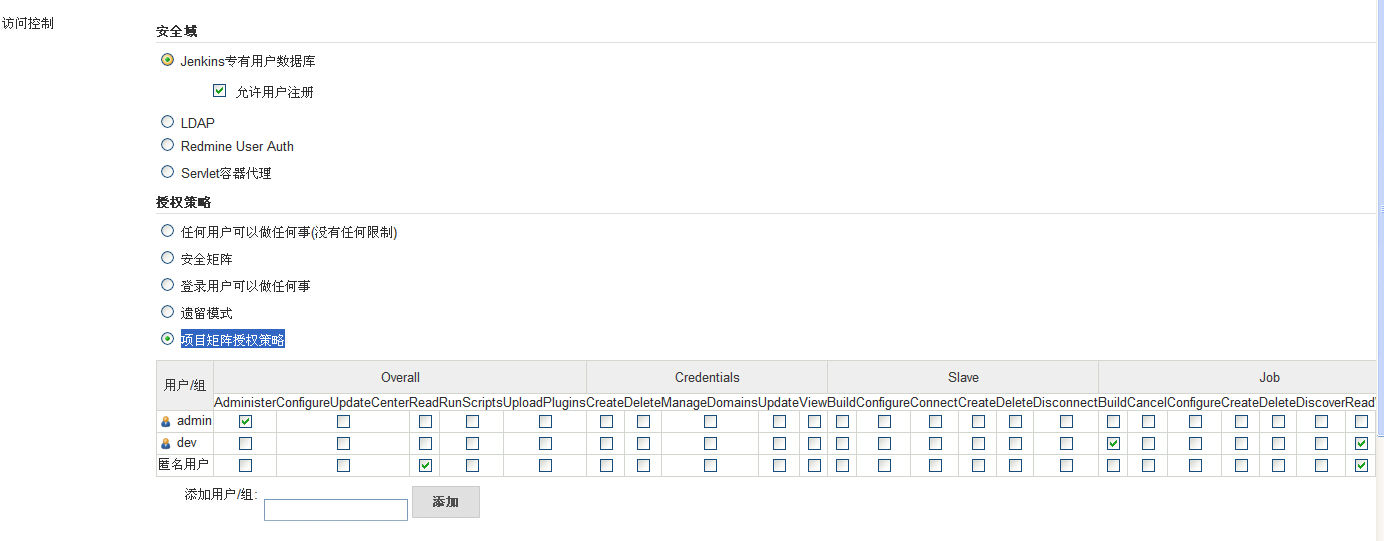 访问控制
安全域
Jenkins专有用户数据库
允许用户注册
LDAP
Redmine User Auth
Servlet容器代理
授权策略
任何用户可以做任何事(没有任何限制)
安全矩阵
登录用户可以做任何事
遗留模式
项目矩阵授权策略
用户/组 Overall Credentials Slave Job
Administer ConfigureUpdateCenter Read RunScripts UploadPlugins Create Delete ManageDomains Update View Build Configure Connect Create Delete Disconnect Build Cancel Configure Create Delete Discover Read
admin
dev
匿名用户
添加用户/组:
添加